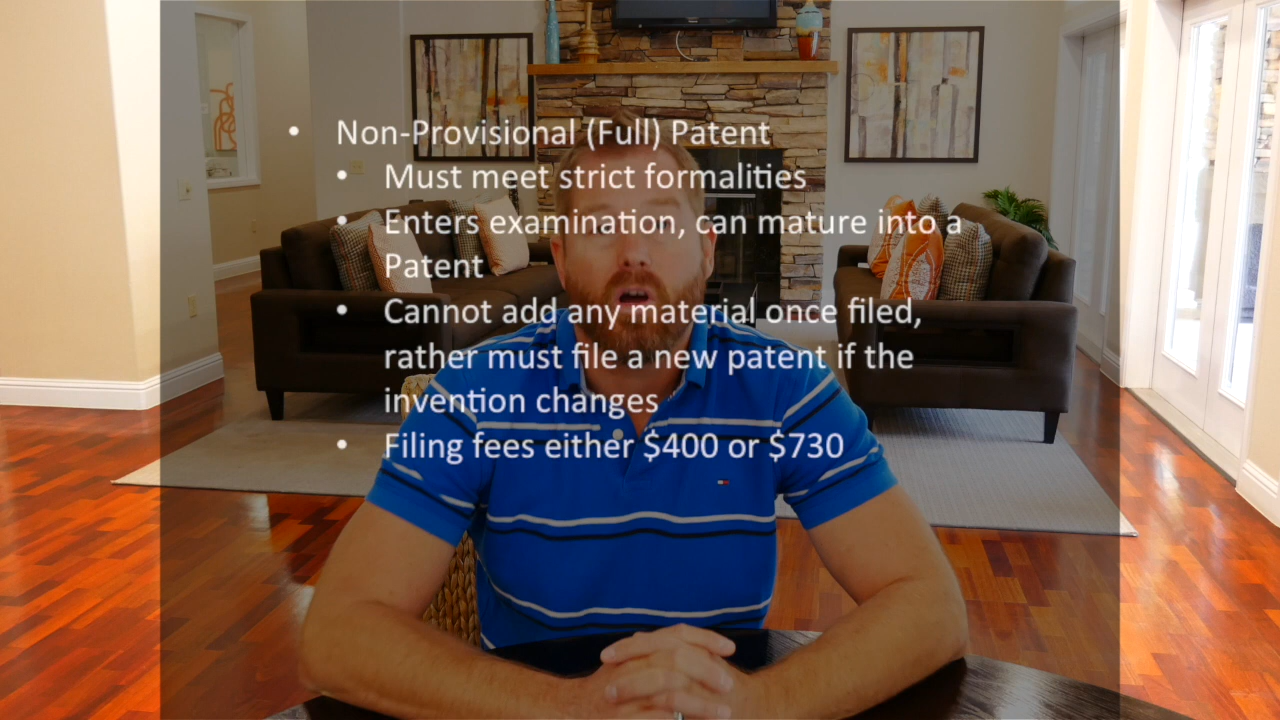 • Non-Provisional (Full) Patent
• Must meet strict formalities
• Enters examination, can mature into a
Patent
• Cannot add any material once filed,
rather must file a new patent if the
invention changes
• Filing fees either $400 or $730